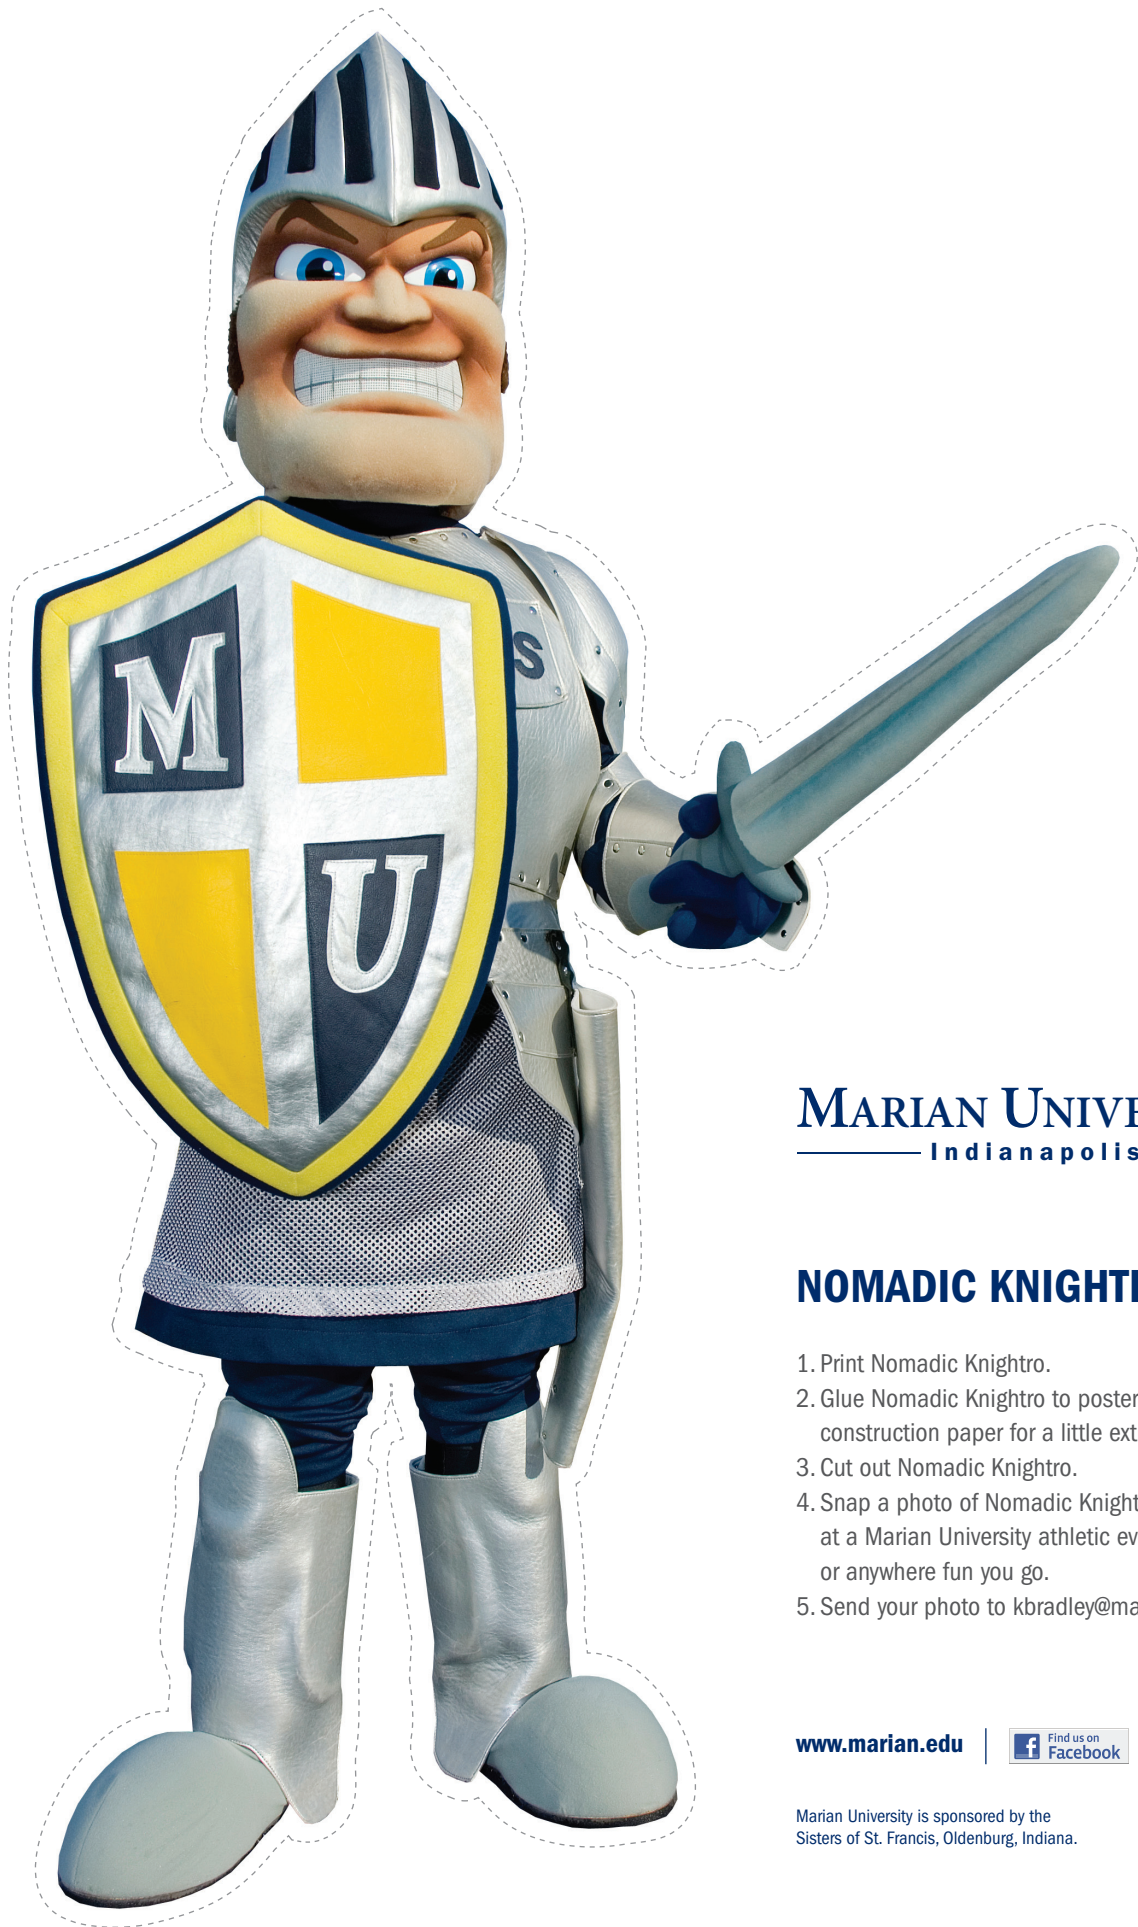 M
S
U
MARIAN UNIVE
Indianapolis
NOMADIC KNIGHT
1. Print Nomadic Knightro.
2. Glue Nomadic Knightro to poster
construction paper for a little ext
3. Cut out Nomadic Knightro.
4. Snap a photo of Nomadic Knight
at a Marian University athletic ev
or anywhere fun you go.
5. Send your photo to kbradley@ma
www.marian.edu
Find us on
Facebook
Marian University is sponsored by the
Sisters of St. Francis, Oldenburg, Indiana.